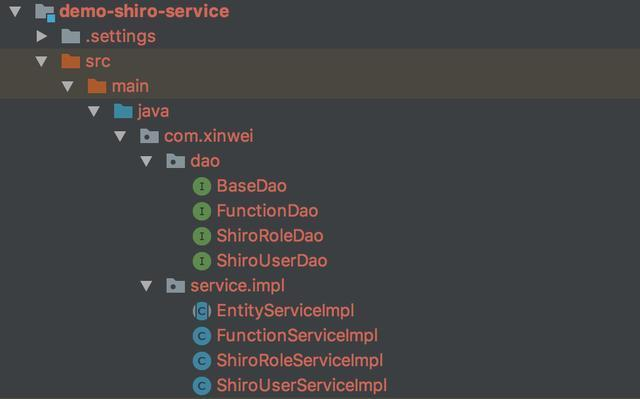 demo-shiro-service
.settings
src
main
java
com.xinwei
dao
I BaseDao
I FunctionDao
I ShiroRoleDao
I ShiroUserDao
service.impl
C EntityServiceImpl
C FunctionServiceImpl
C ShiroRoleServiceImpl
C ShiroUserServiceImpl